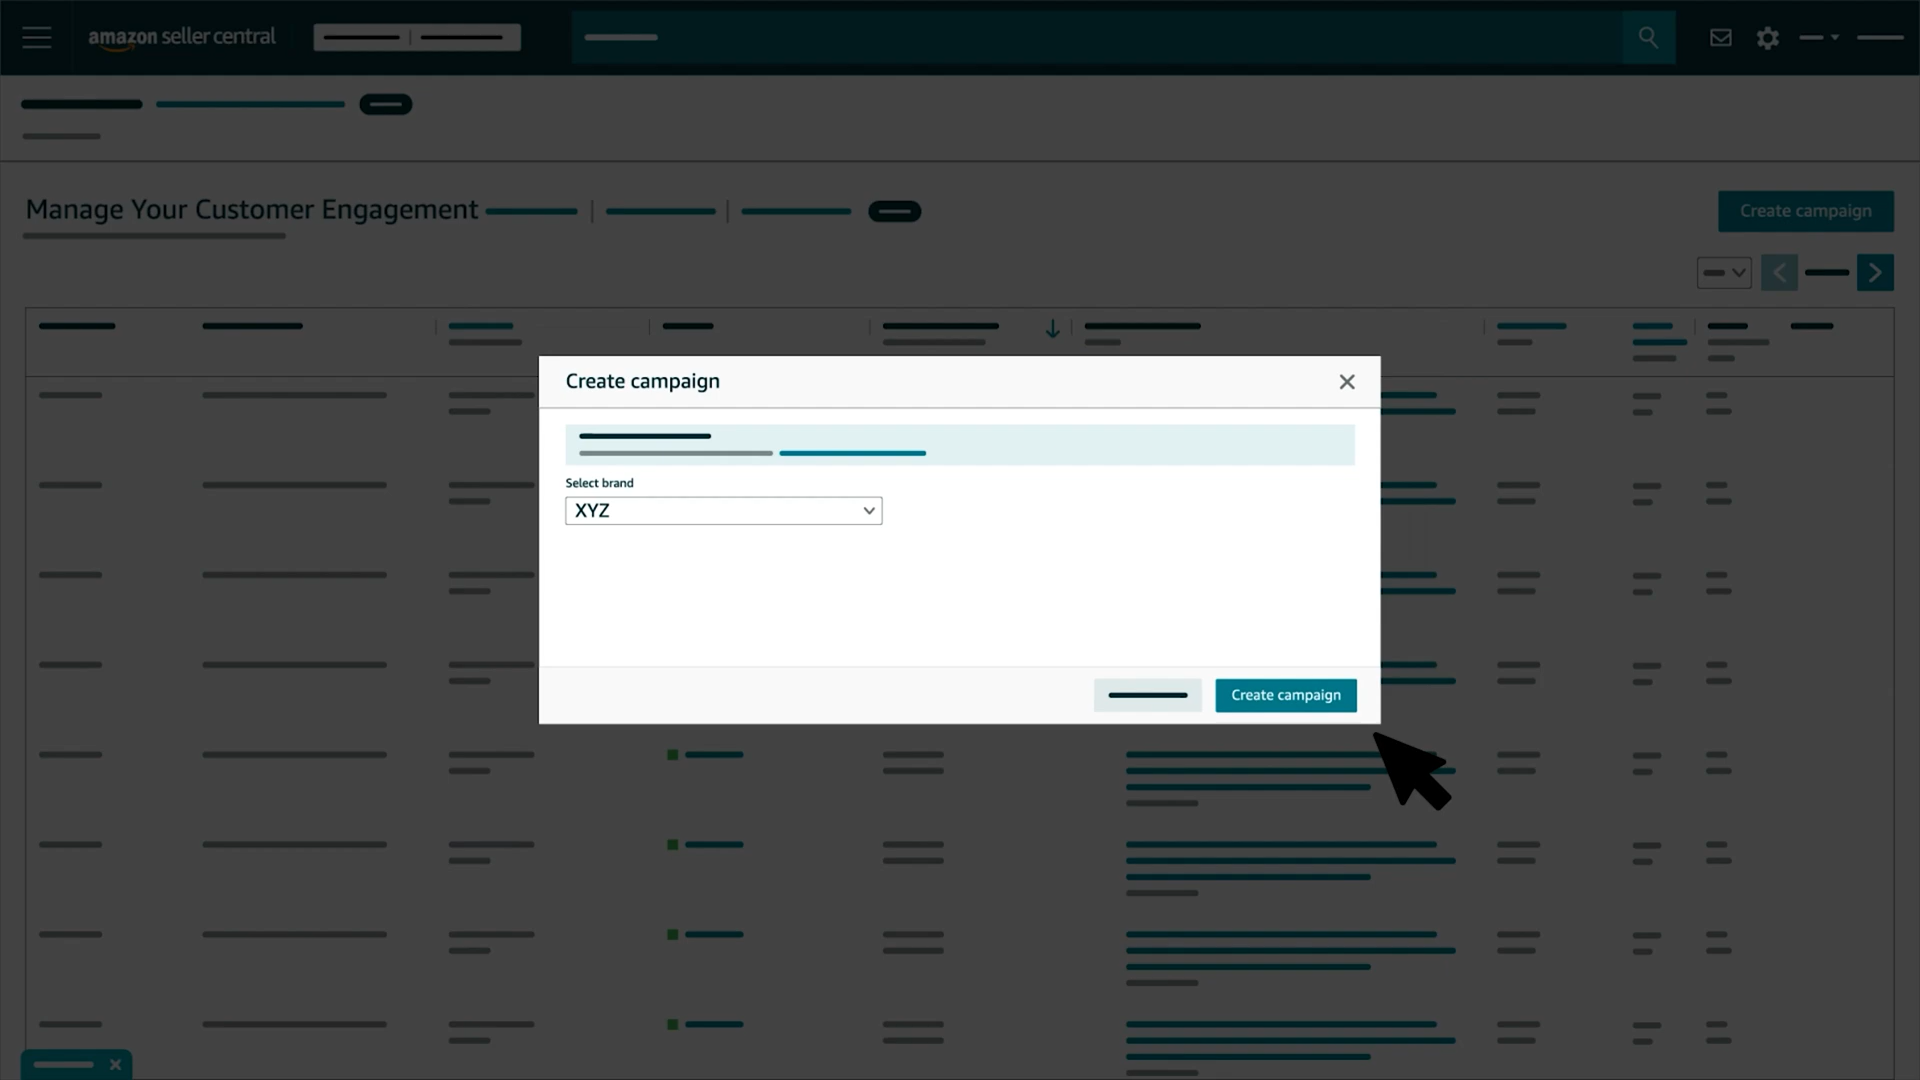 amazon seller central
Manage Your Customer Engagement
Create campaign
Create campaign
Select brand
XYZ
Create campaign